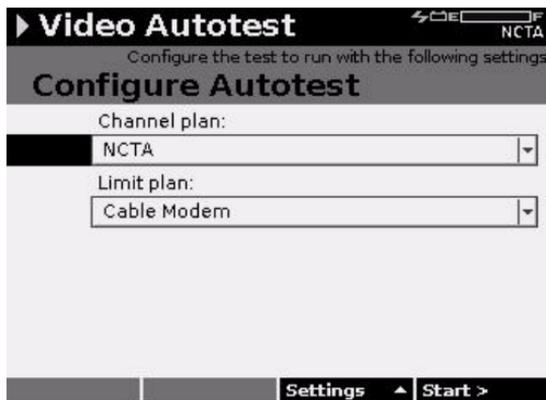 Video Autotest
E F
NCTA
Configure the test to run with the following settings
Configure Autotest
Channel plan:
NCTA
Limit plan:
Cable Modem
Settings Start >